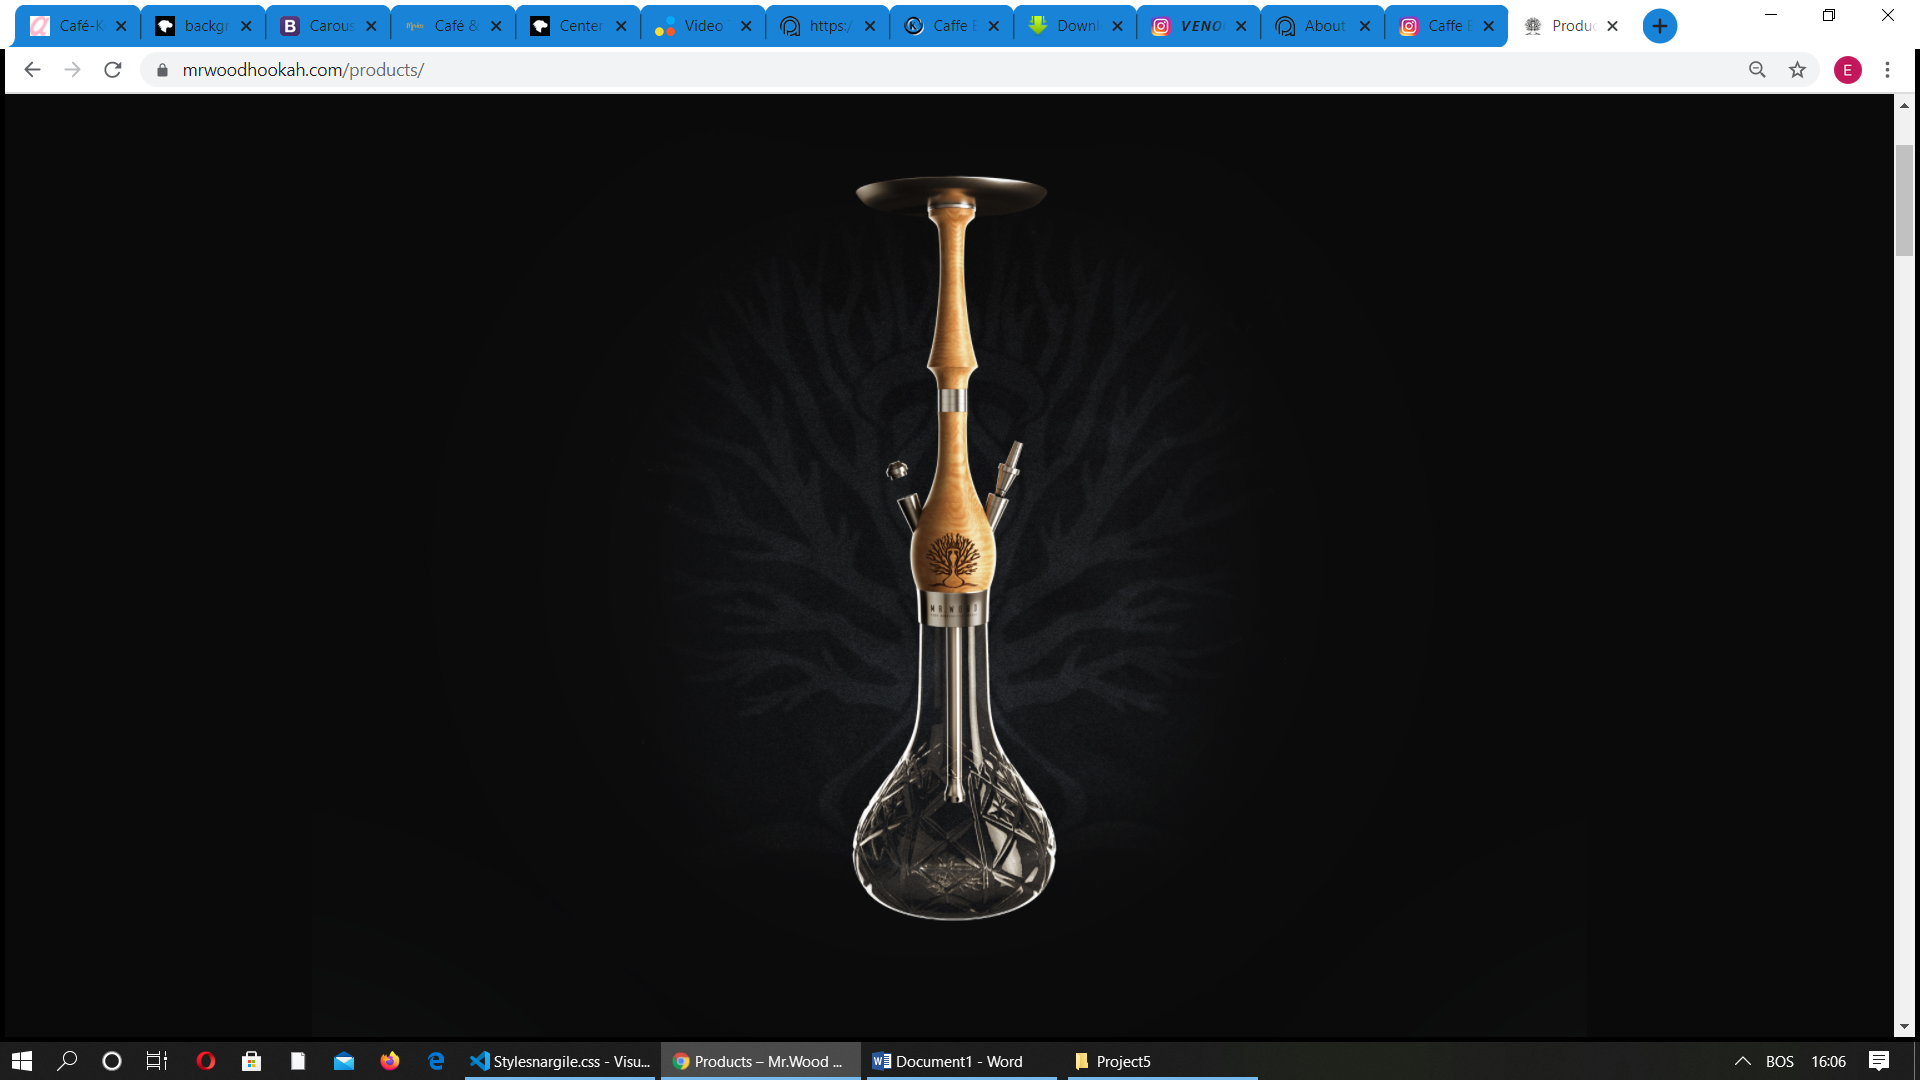 Café-K
backgr
Carous
Café &
Center
Video
https:/
Caffe B
Downl
VENO
About
Caffe B
Produc
mrwoodhookah.com/products/
E
MR.WOOD
Stylesnargile.css - Visu...
Products – Mr.Wood ...
Document1 - Word
Project5
BOS
16:06